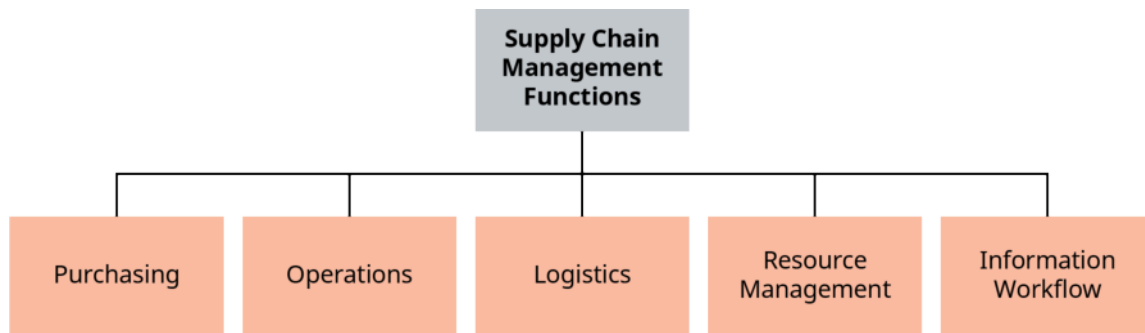 Supply Chain
Management
Functions
Purchasing
Operations
Logistics
Resource
Management
Information
Workflow